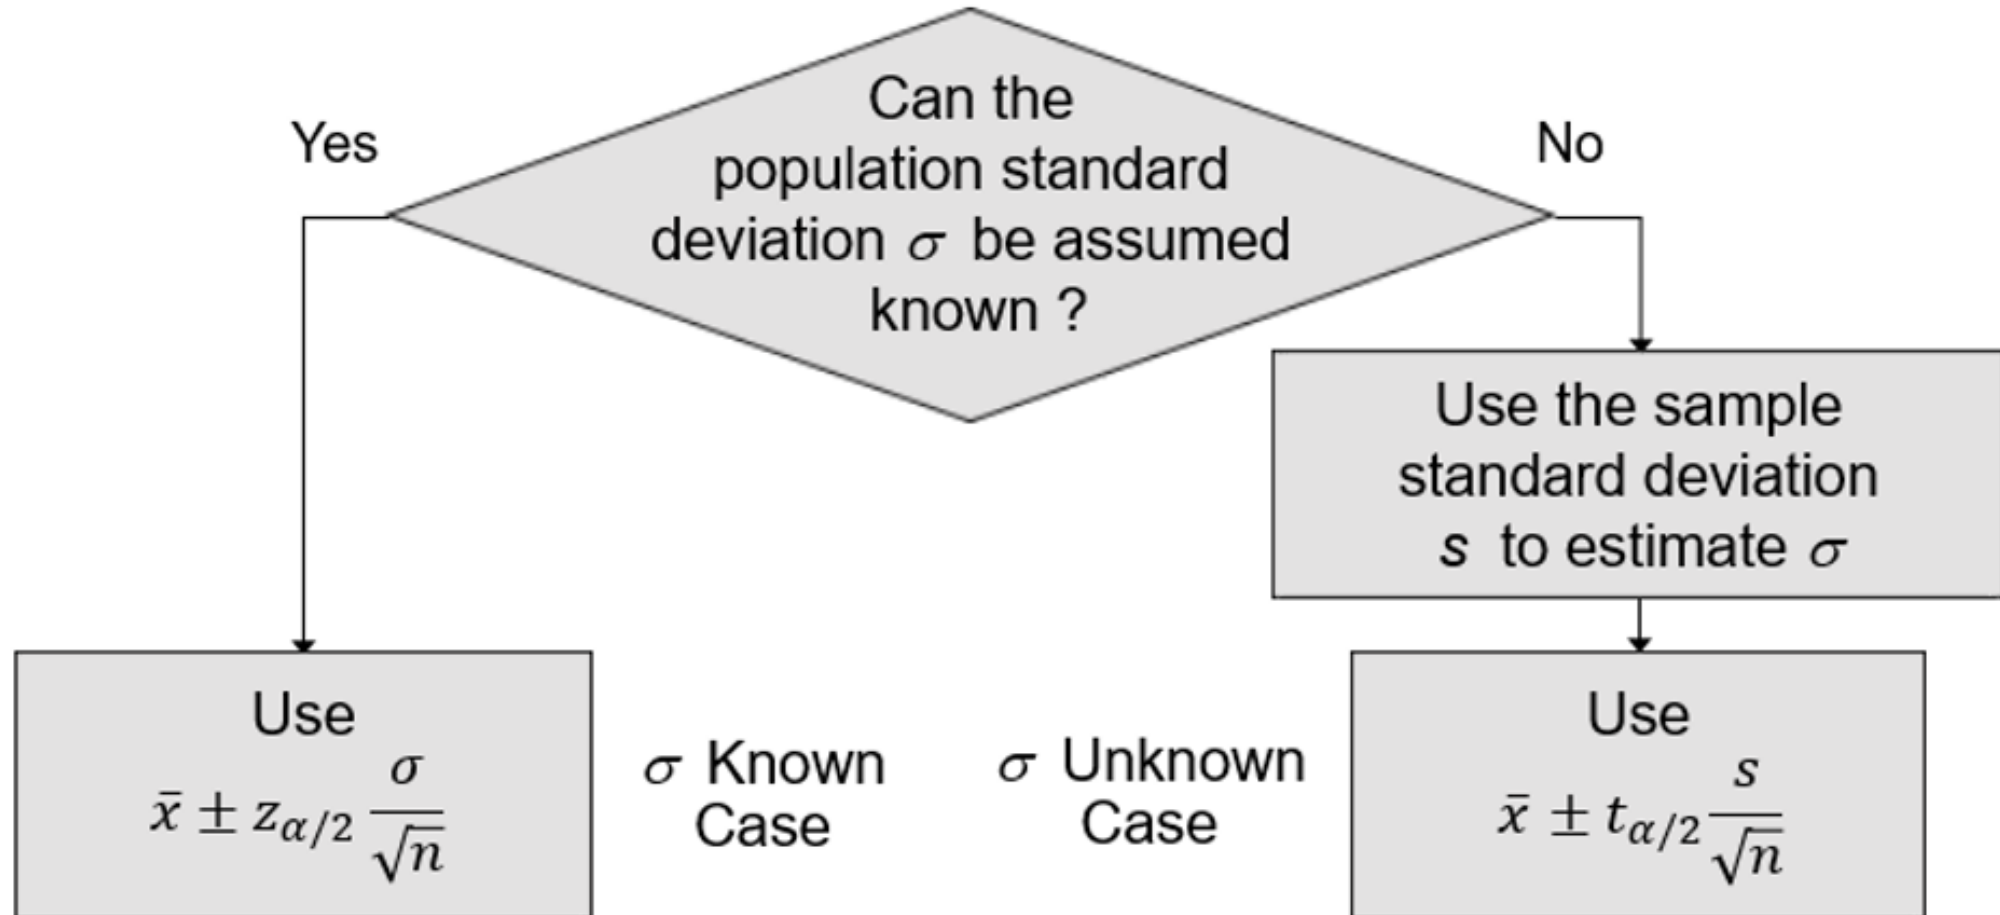 Can the
population standard
deviation σ be assumed
known ?
Yes
No
Use the sample
standard deviation
s to estimate σ
Use
x̄ ± z_{α/2} σ/√n
σ Known
Case
σ Unknown
Case
Use
x̄ ± t_{α/2} s/√n